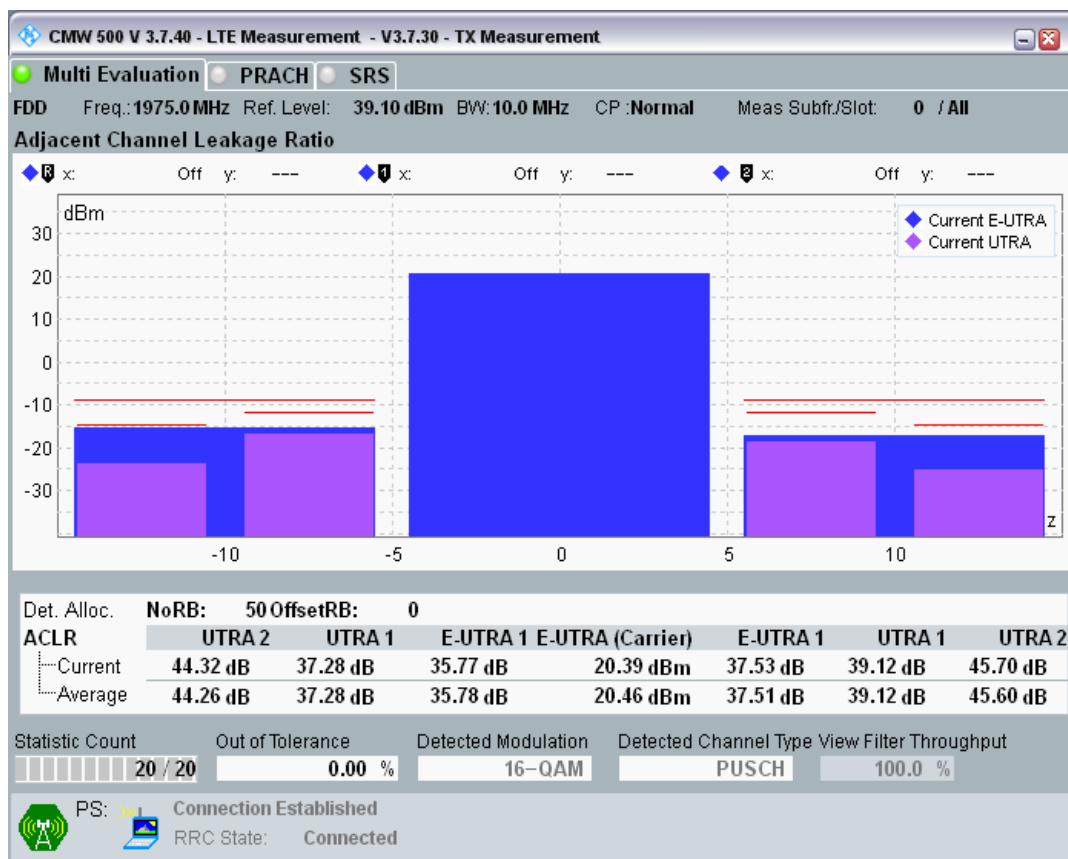 CMW 500 V 3.7.40 - LTE Measurement - V3.7.30 - TX Measurement
Multi Evaluation PRACH SRS
FDD Freq.: 1975.0 MHz Ref. Level: 39.10 dBm BW: 10.0 MHz CP :Normal Meas Subfr./Slot: 0 / All
Adjacent Channel Leakage Ratio
R x: Off y: --- 1 x: Off y: --- 2 x: Off y: ---
dBm
Current E-UTRA
Current UTRA
30
20
10
0
-10
-20
-30
z
-10 -5 0 5 10
Det. Alloc. NoRB: 50 OffsetRB: 0
ACLR UTRA 2 UTRA 1 E-UTRA 1 E-UTRA (Carrier) E-UTRA 1 UTRA 1 UTRA 2
Current 44.32 dB 37.28 dB 35.77 dB 20.39 dBm 37.53 dB 39.12 dB 45.70 dB
Average 44.26 dB 37.28 dB 35.78 dB 20.46 dBm 37.51 dB 39.12 dB 45.60 dB
Statistic Count Out of Tolerance Detected Modulation Detected Channel Type View Filter Throughput
20 / 20 0.00 % 16-QAM PUSCH 100.0 %
PS: Connection Established
RRC State: Connected